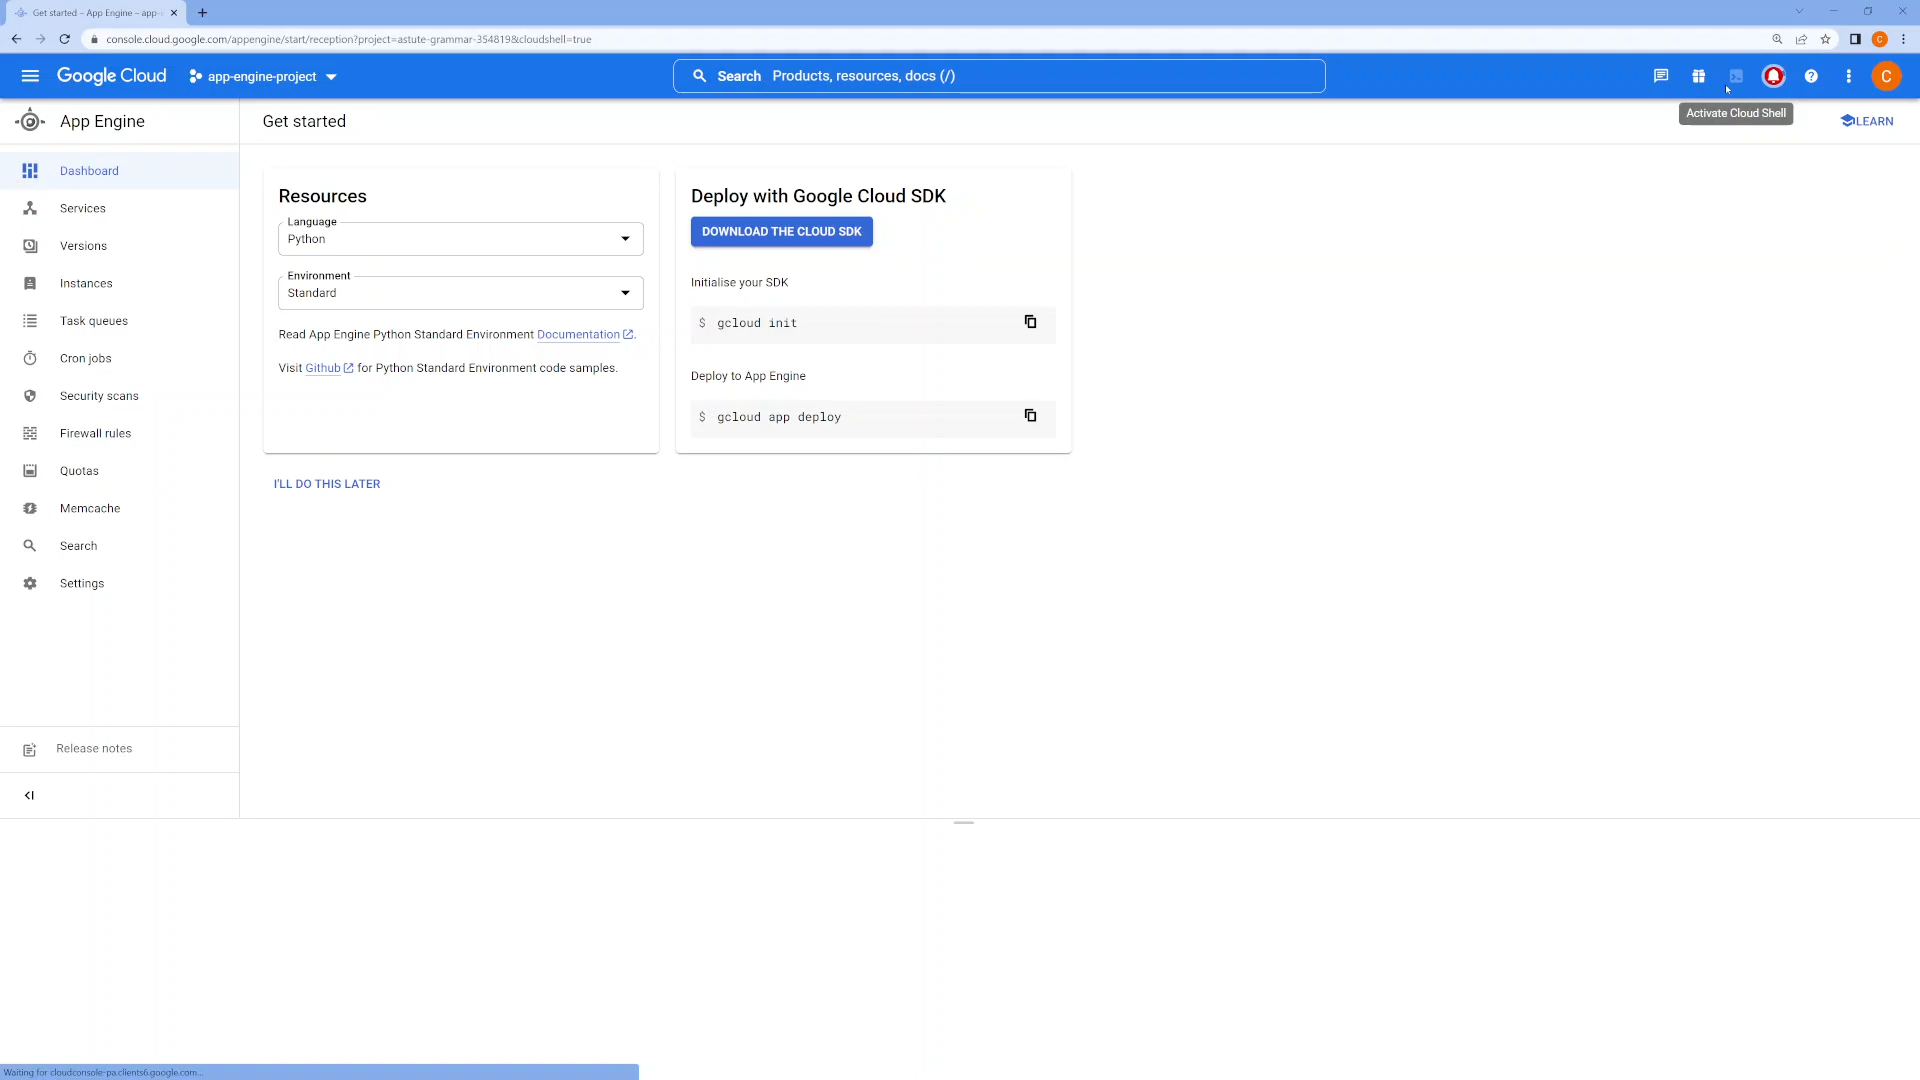 Get started – App Engine – app-
console.cloud.google.com/appengine/start/reception?project=astute-grammar-354819&cloudshell=true
C
Google Cloud
app-engine-project
Search Products, resources, docs (/)
C
App Engine
Get started
Activate Cloud Shell
LEARN
Dashboard
Services
Versions
Instances
Task queues
Cron jobs
Security scans
Firewall rules
Quotas
Memcache
Search
Settings
Release notes
Resources
Language
Python
Environment
Standard
Read App Engine Python Standard Environment Documentation.
Visit Github for Python Standard Environment code samples.
I'LL DO THIS LATER
Deploy with Google Cloud SDK
DOWNLOAD THE CLOUD SDK
Initialise your SDK
$ gcloud init
Deploy to App Engine
$ gcloud app deploy
Waiting for cloudconsole-pa.clients6.google.com...